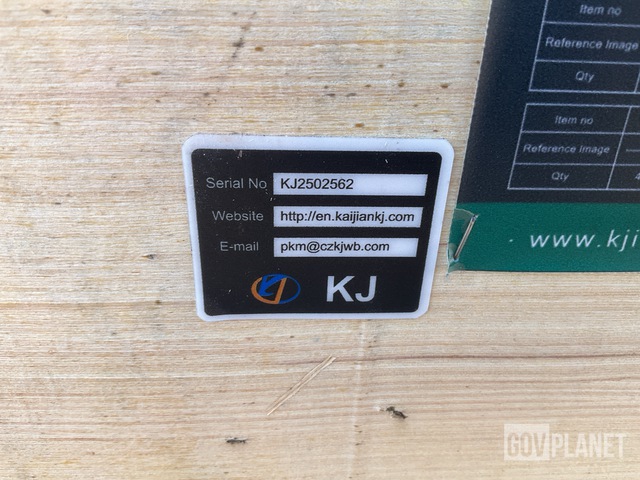 Item no
Reference Image
Qty
Item no
Reference Image
Qty
www.kji
Serial No KJ2502562
Website http://en.kaijiankj.com
E-mail pkm@czkjwb.com
KJ
GOVPLANET